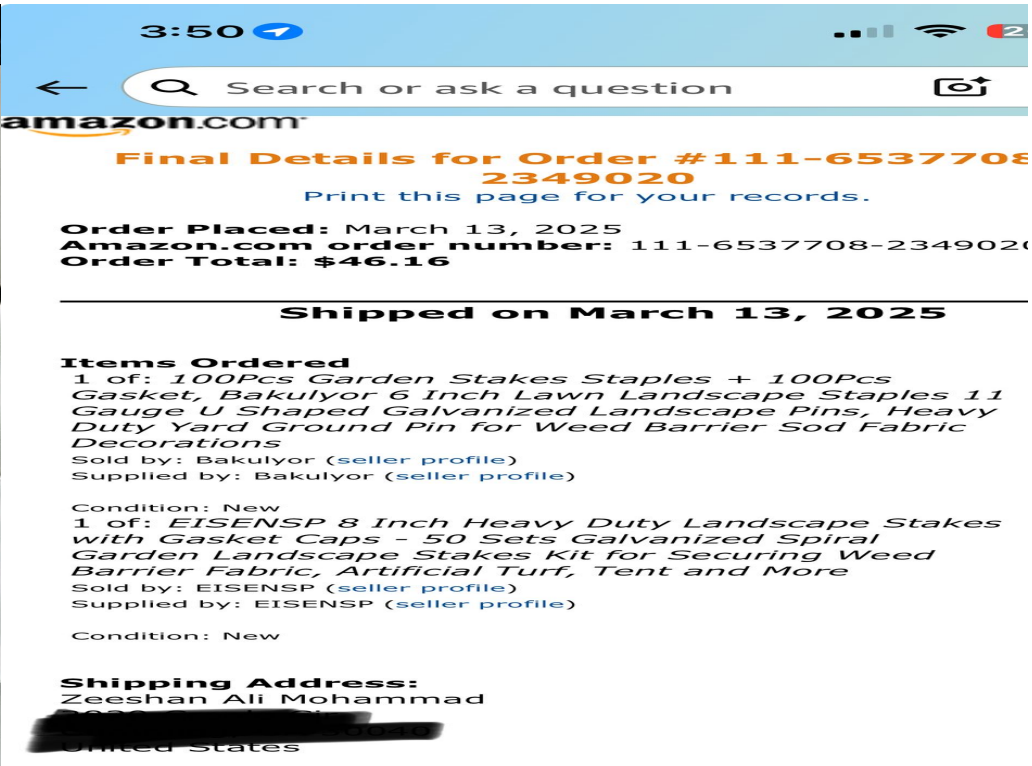 3:50
2
Search or ask a question
amazon.com
Final Details for Order #111-6537708
2349020
Print this page for your records.
Order Placed: March 13, 2025
Amazon.com order number: 111-6537708-2349020
Order Total: $46.16
Shipped on March 13, 2025
Items Ordered
1 of: 100Pcs Garden Stakes Staples + 100Pcs
Gasket, Bakulyor 6 Inch Lawn Landscape Staples 11
Gauge U Shaped Galvanized Landscape Pins, Heavy
Duty Yard Ground Pin for Weed Barrier Sod Fabric
Decorations
Sold by: Bakulyor (seller profile)
Supplied by: Bakulyor (seller profile)
Condition: New
1 of: EISENSP 8 Inch Heavy Duty Landscape Stakes
with Gasket Caps - 50 Sets Galvanized Spiral
Garden Landscape Stakes Kit for Securing Weed
Barrier Fabric, Artificial Turf, Tent and More
Sold by: EISENSP (seller profile)
Supplied by: EISENSP (seller profile)
Condition: New
Shipping Address:
Zeeshan Ali Mohammad
United States